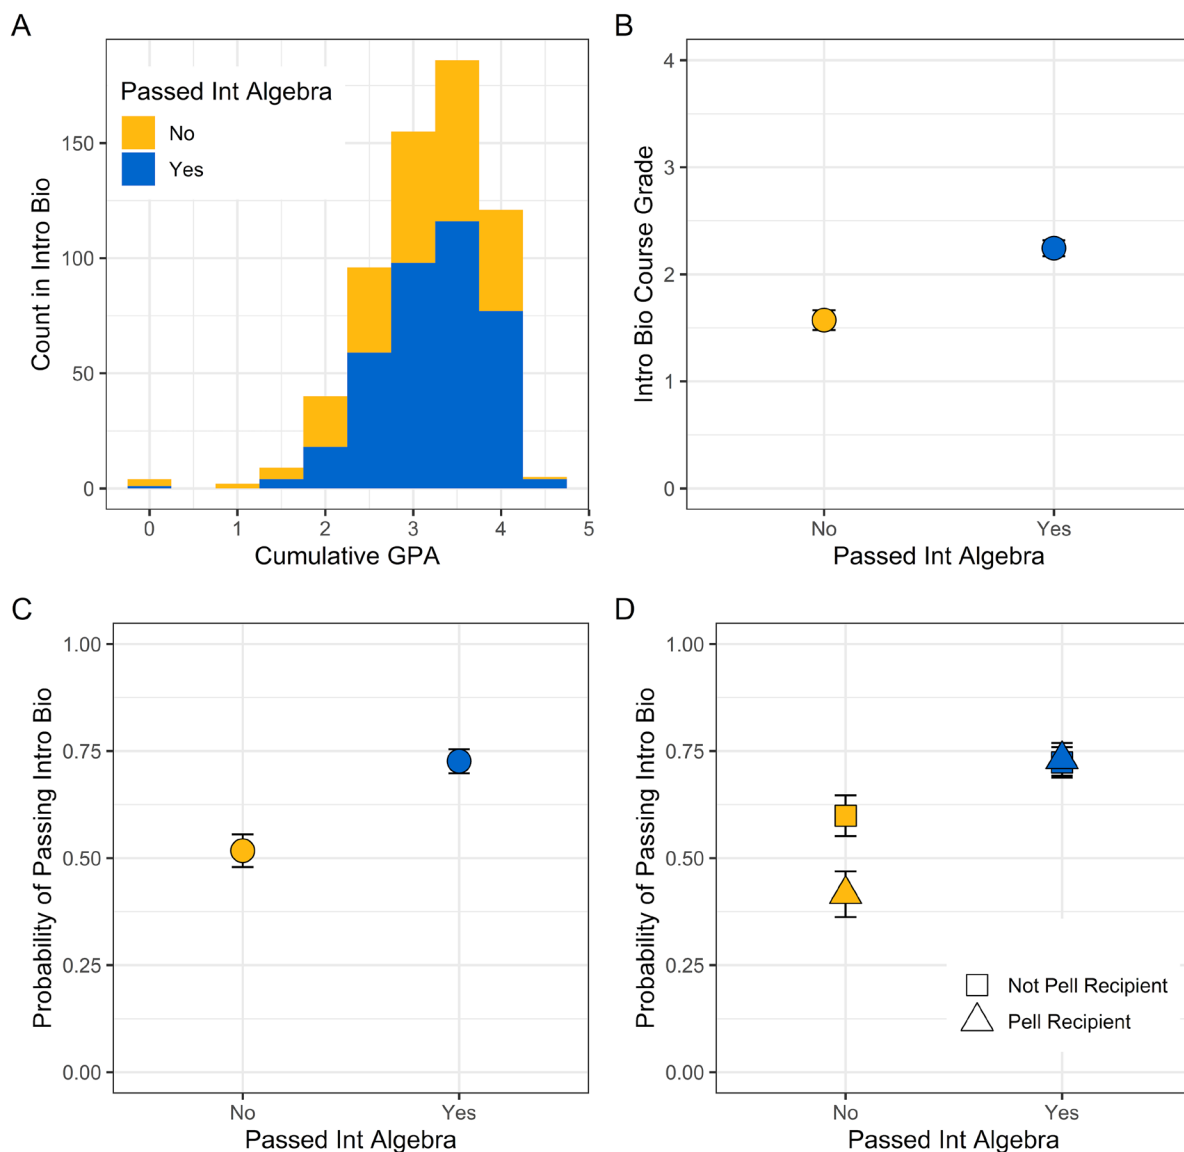 A
Passed Int Algebra
No
Yes
150
100
50
0
Count in Intro Bio
0 1 2 3 4 5
Cumulative GPA
B
4
3
2
1
0
Intro Bio Course Grade
No Yes
Passed Int Algebra
C
1.00
0.75
0.50
0.25
0.00
Probability of Passing Intro Bio
No Yes
Passed Int Algebra
D
1.00
0.75
0.50
0.25
0.00
Probability of Passing Intro Bio
Not Pell Recipient
Pell Recipient
No Yes
Passed Int Algebra